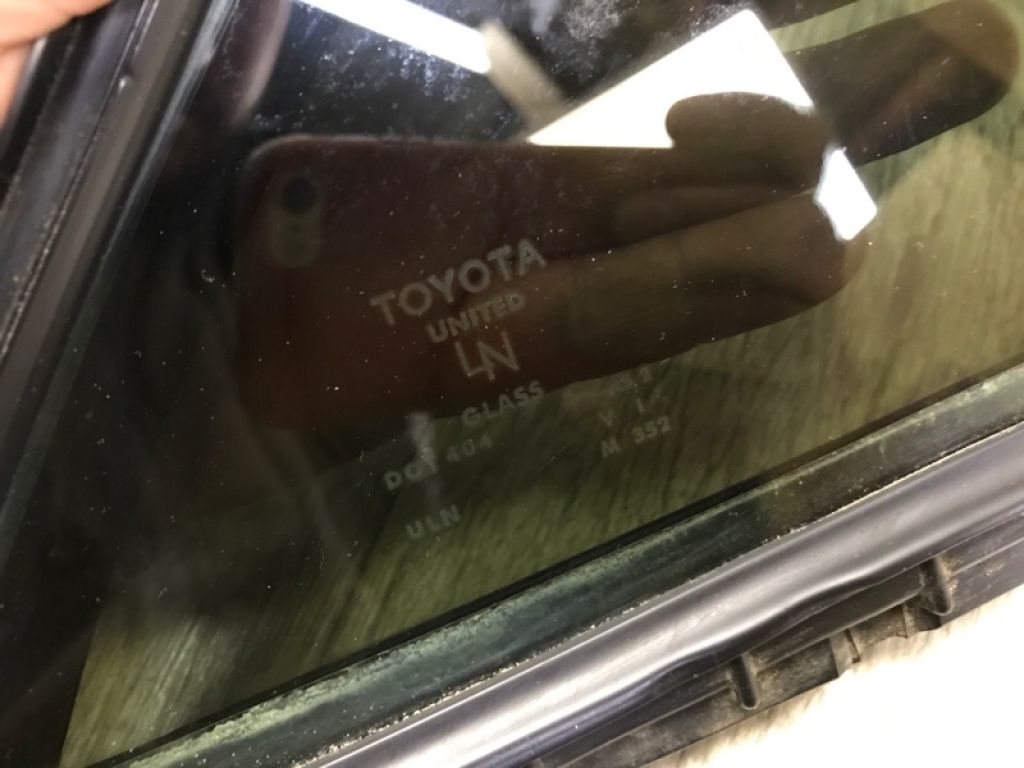 TOYOTA
UNITED
LN
GLASS
DOT 404
V I
M 352
ULN